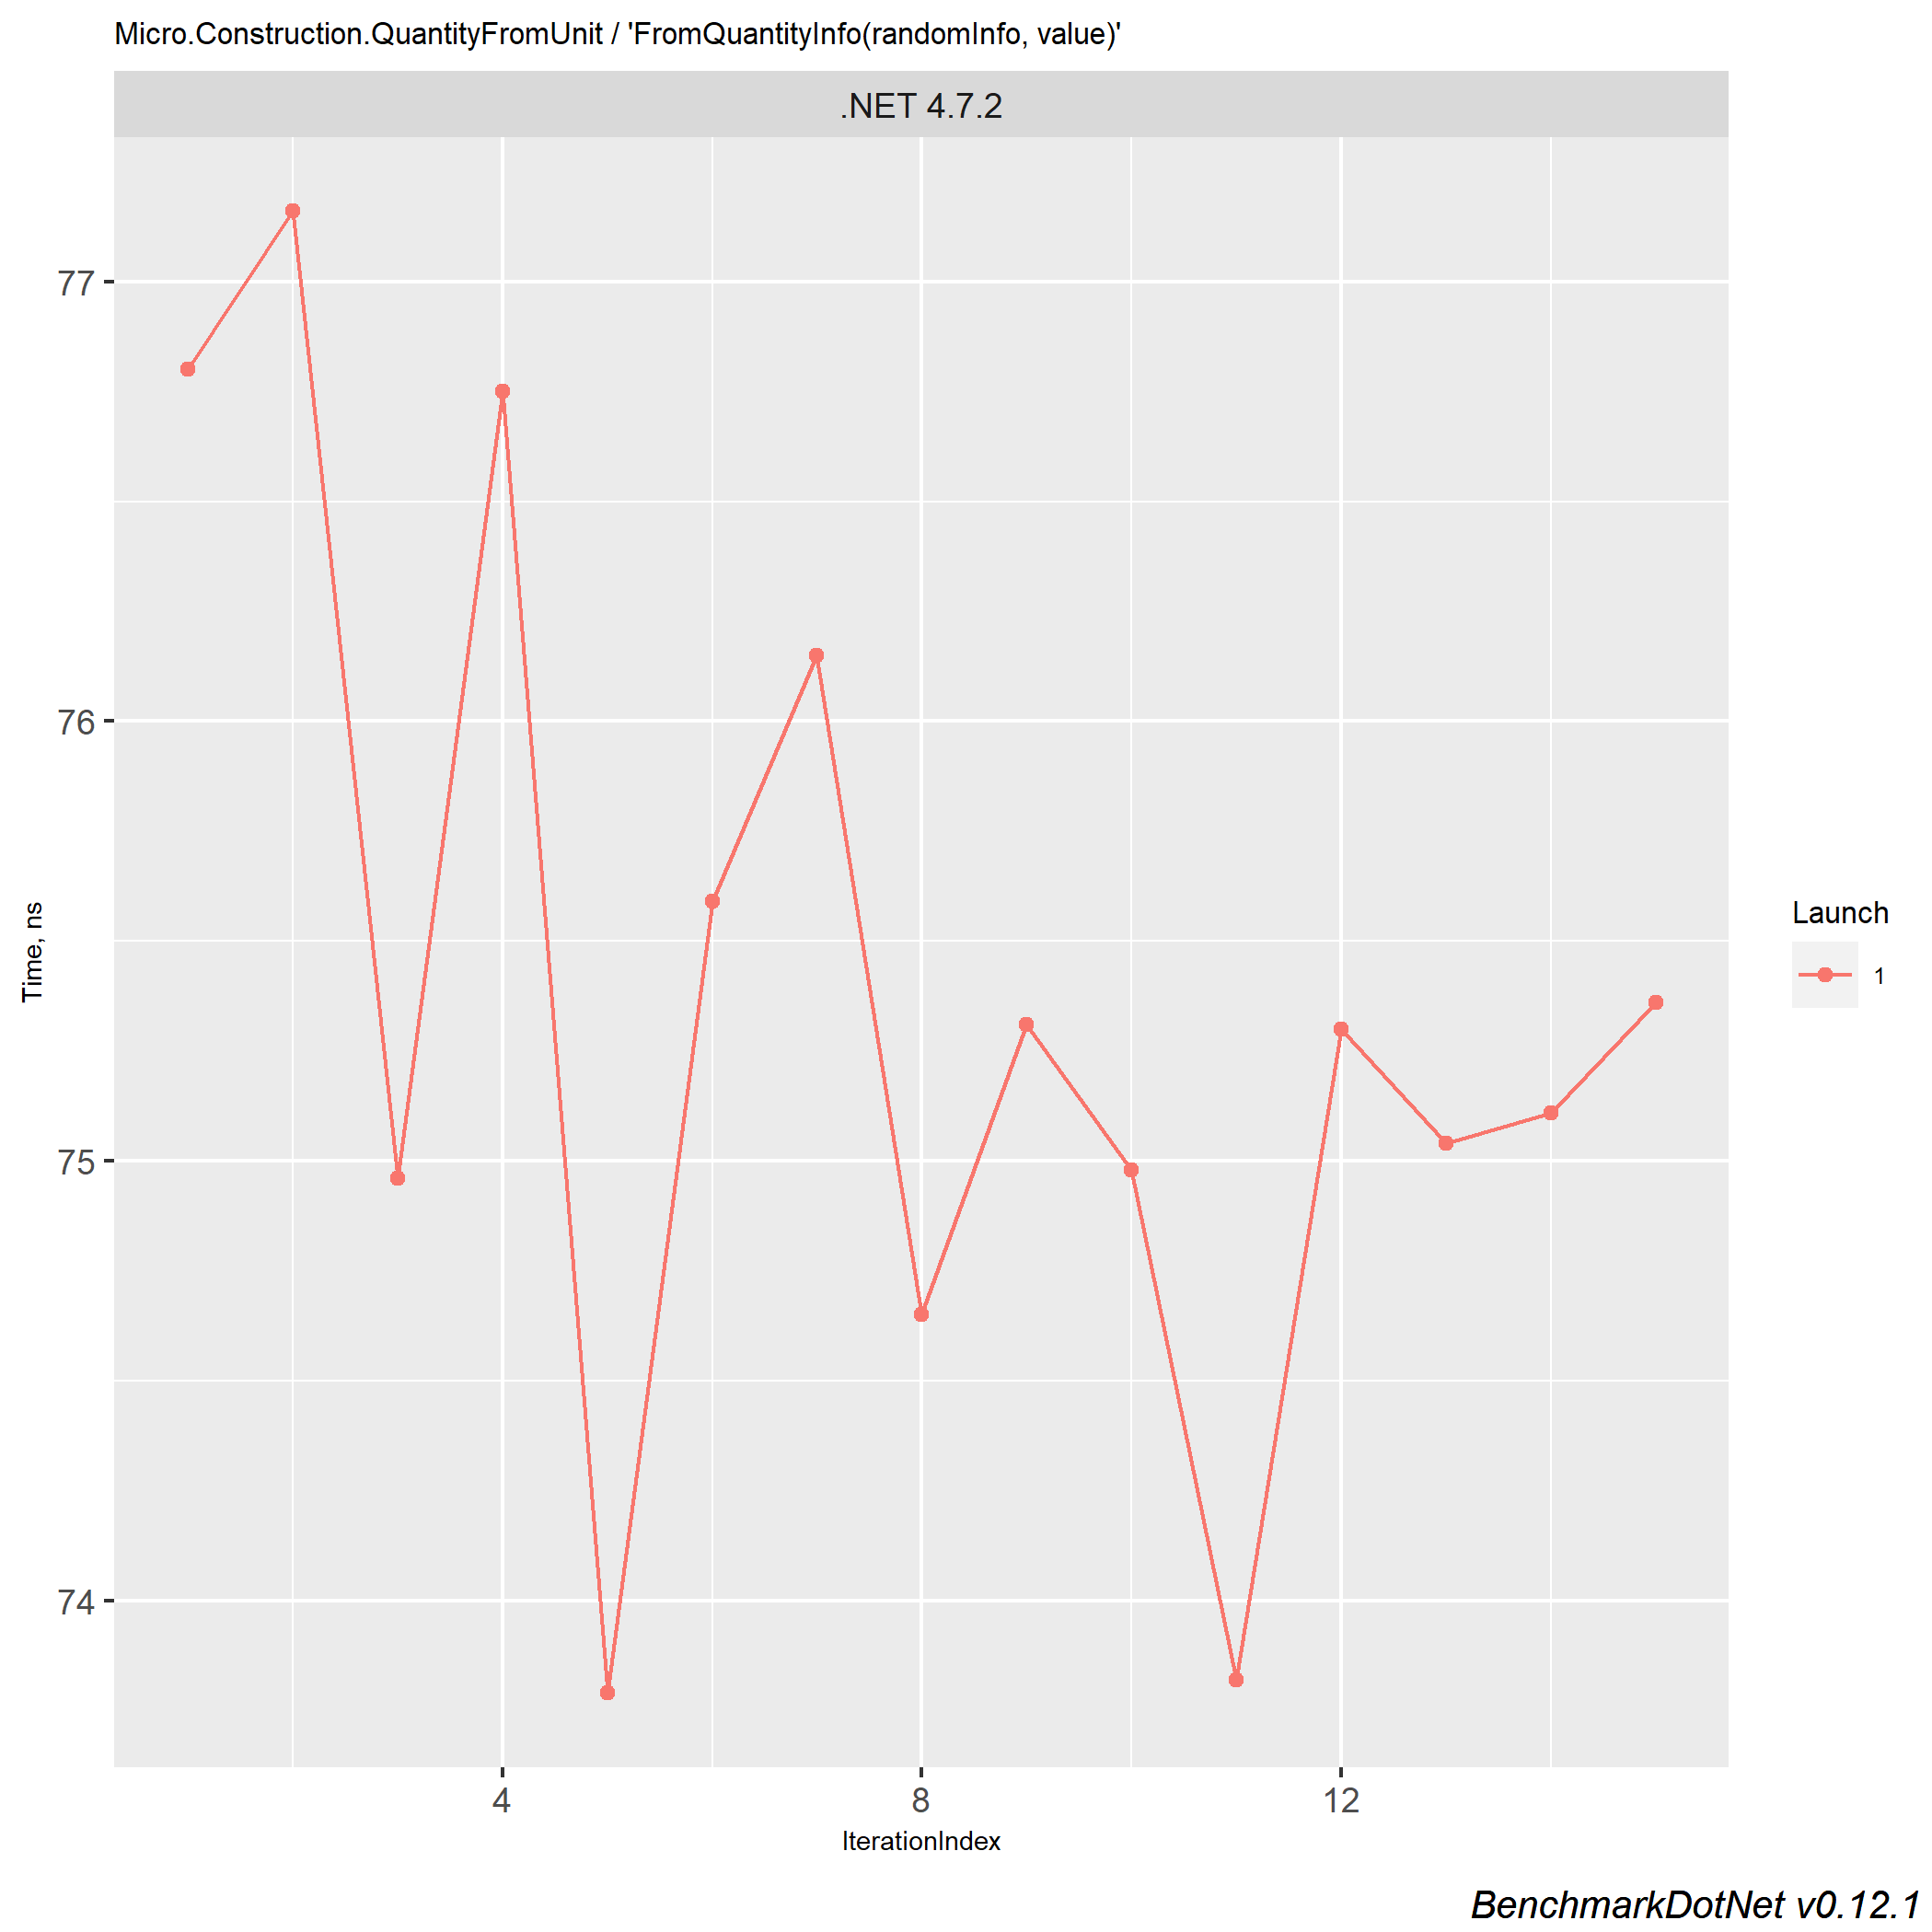 Micro.Construction.QuantityFromUnit / 'FromQuantityInfo(randomInfo, value)'
.NET 4.7.2
77
76
75
74
Time, ns
4 8 12
IterationIndex
Launch
1
BenchmarkDotNet v0.12.1